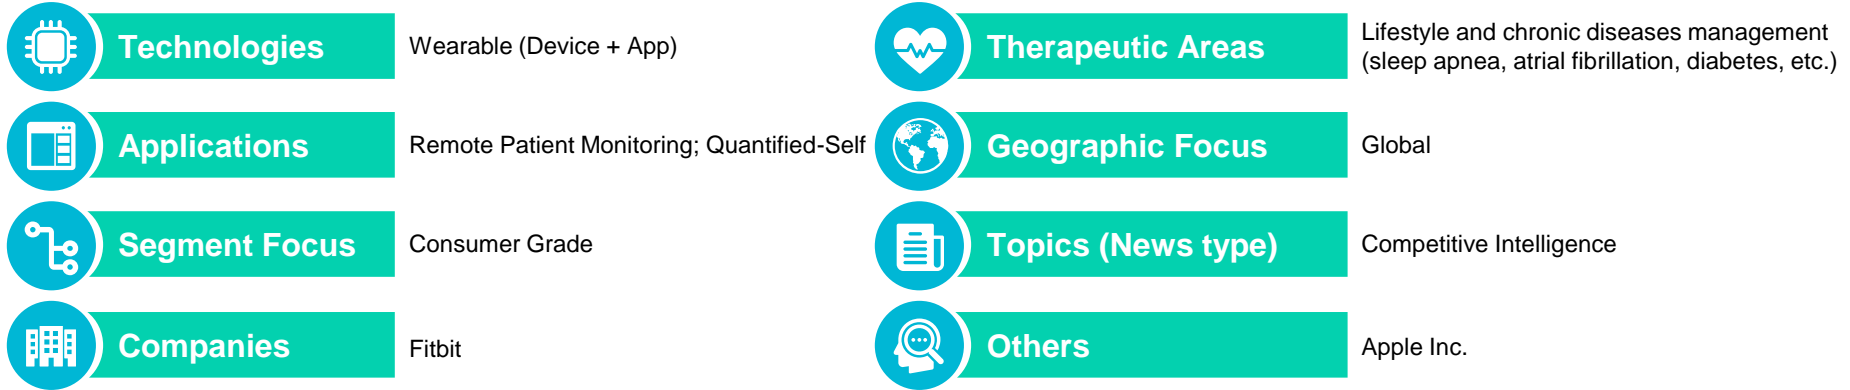 Technologies
Wearable (Device + App)
Therapeutic Areas
Lifestyle and chronic diseases management
(sleep apnea, atrial fibrillation, diabetes, etc.)
Applications
Remote Patient Monitoring; Quantified-Self
Geographic Focus
Global
Segment Focus
Consumer Grade
Topics (News type)
Competitive Intelligence
Companies
Fitbit
Others
Apple Inc.